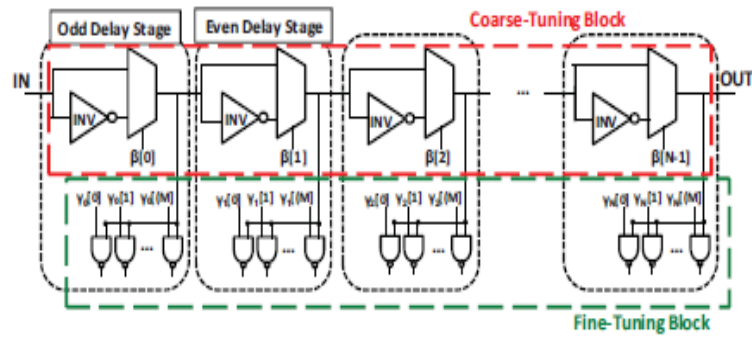 Odd Delay Stage Even Delay Stage Coarse-Tuning Block
IN OUT
INV INV INV ... INV
β[0] β[1] β[2] β[N-1]
γ₀[0] γ₀[1] γ₀[(M) γ₁[0] γ₁[1] γ₁[(M) γ₂[0] γ₂[1] γ₂[(M) γN[0] γN[1] γN[(M)
... ... ... ...
Fine-Tuning Block